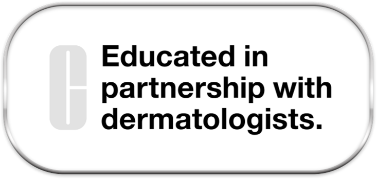 Educated in
partnership with
dermatologists.